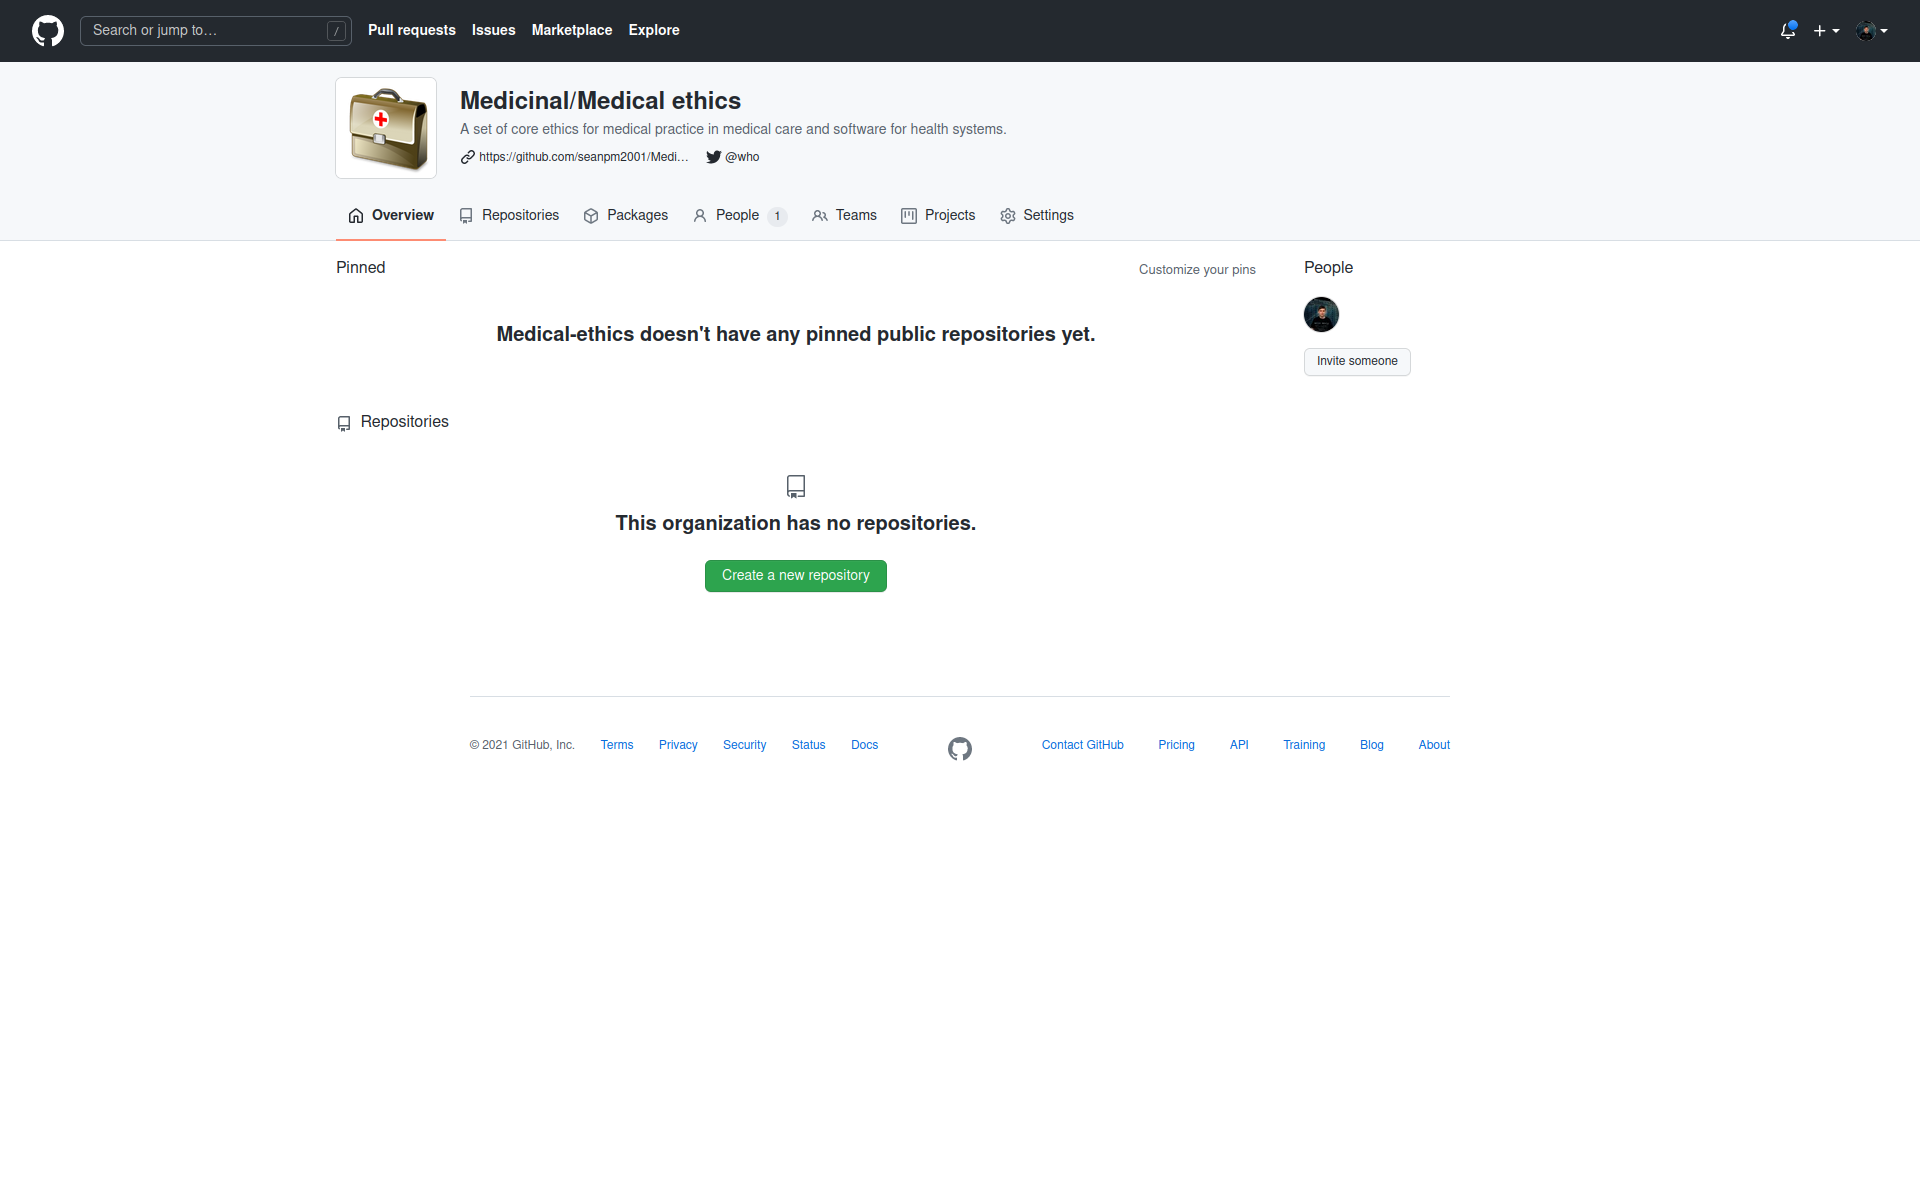 Search or jump to… /
Pull requests Issues Marketplace Explore
Medicinal/Medical ethics
A set of core ethics for medical practice in medical care and software for health systems.
https://github.com/seanpm2001/Medi… @who
Overview Repositories Packages People 1 Teams Projects Settings
Pinned
Customize your pins
Medical-ethics doesn't have any pinned public repositories yet.
People
Invite someone
Repositories
This organization has no repositories.
Create a new repository
© 2021 GitHub, Inc. Terms Privacy Security Status Docs Contact GitHub Pricing API Training Blog About